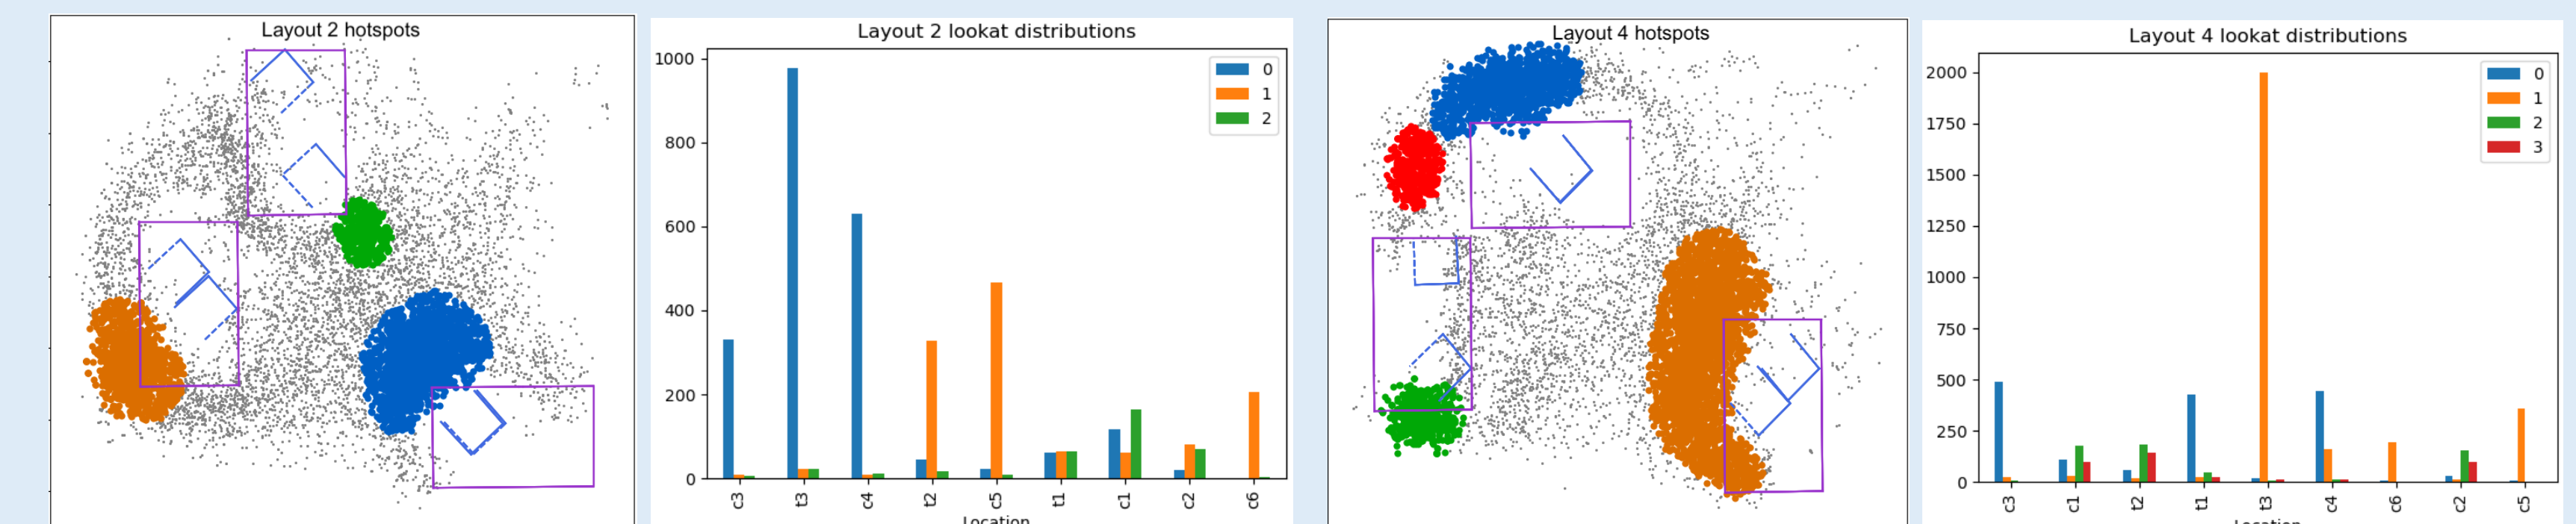 Layout 2 hotspots
Layout 2 lookat distributions
1000
800
600
400
200
0
0
1
2
c3 t3 c4 t2 c5 t1 c1 c2 c6
Location
Layout 4 hotspots
Layout 4 lookat distributions
2000
1750
1500
1250
1000
750
500
250
0
0
1
2
3
c3 c1 t2 t1 t3 c4 c6 c2 c5
Location